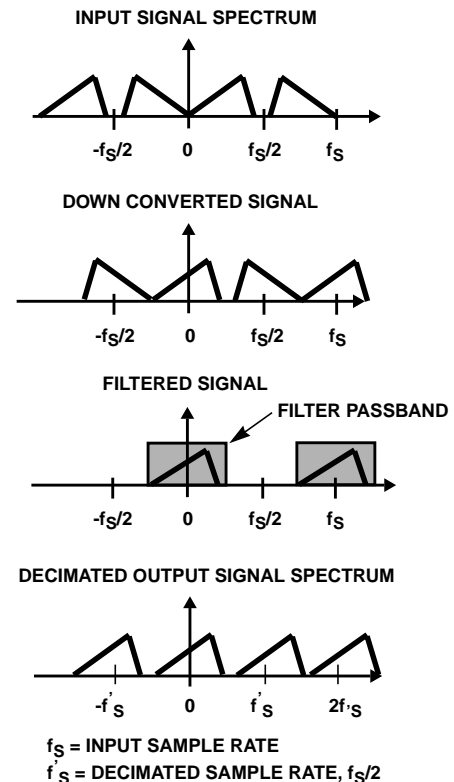 INPUT SIGNAL SPECTRUM
-fS/2 0 fS/2 fS
DOWN CONVERTED SIGNAL
-fS/2 0 fS/2 fS
FILTERED SIGNAL
FILTER PASSBAND
-fS/2 0 fS/2 fS
DECIMATED OUTPUT SIGNAL SPECTRUM
-f'S 0 f'S 2f'S
fS = INPUT SAMPLE RATE
f'S = DECIMATED SAMPLE RATE, fS/2